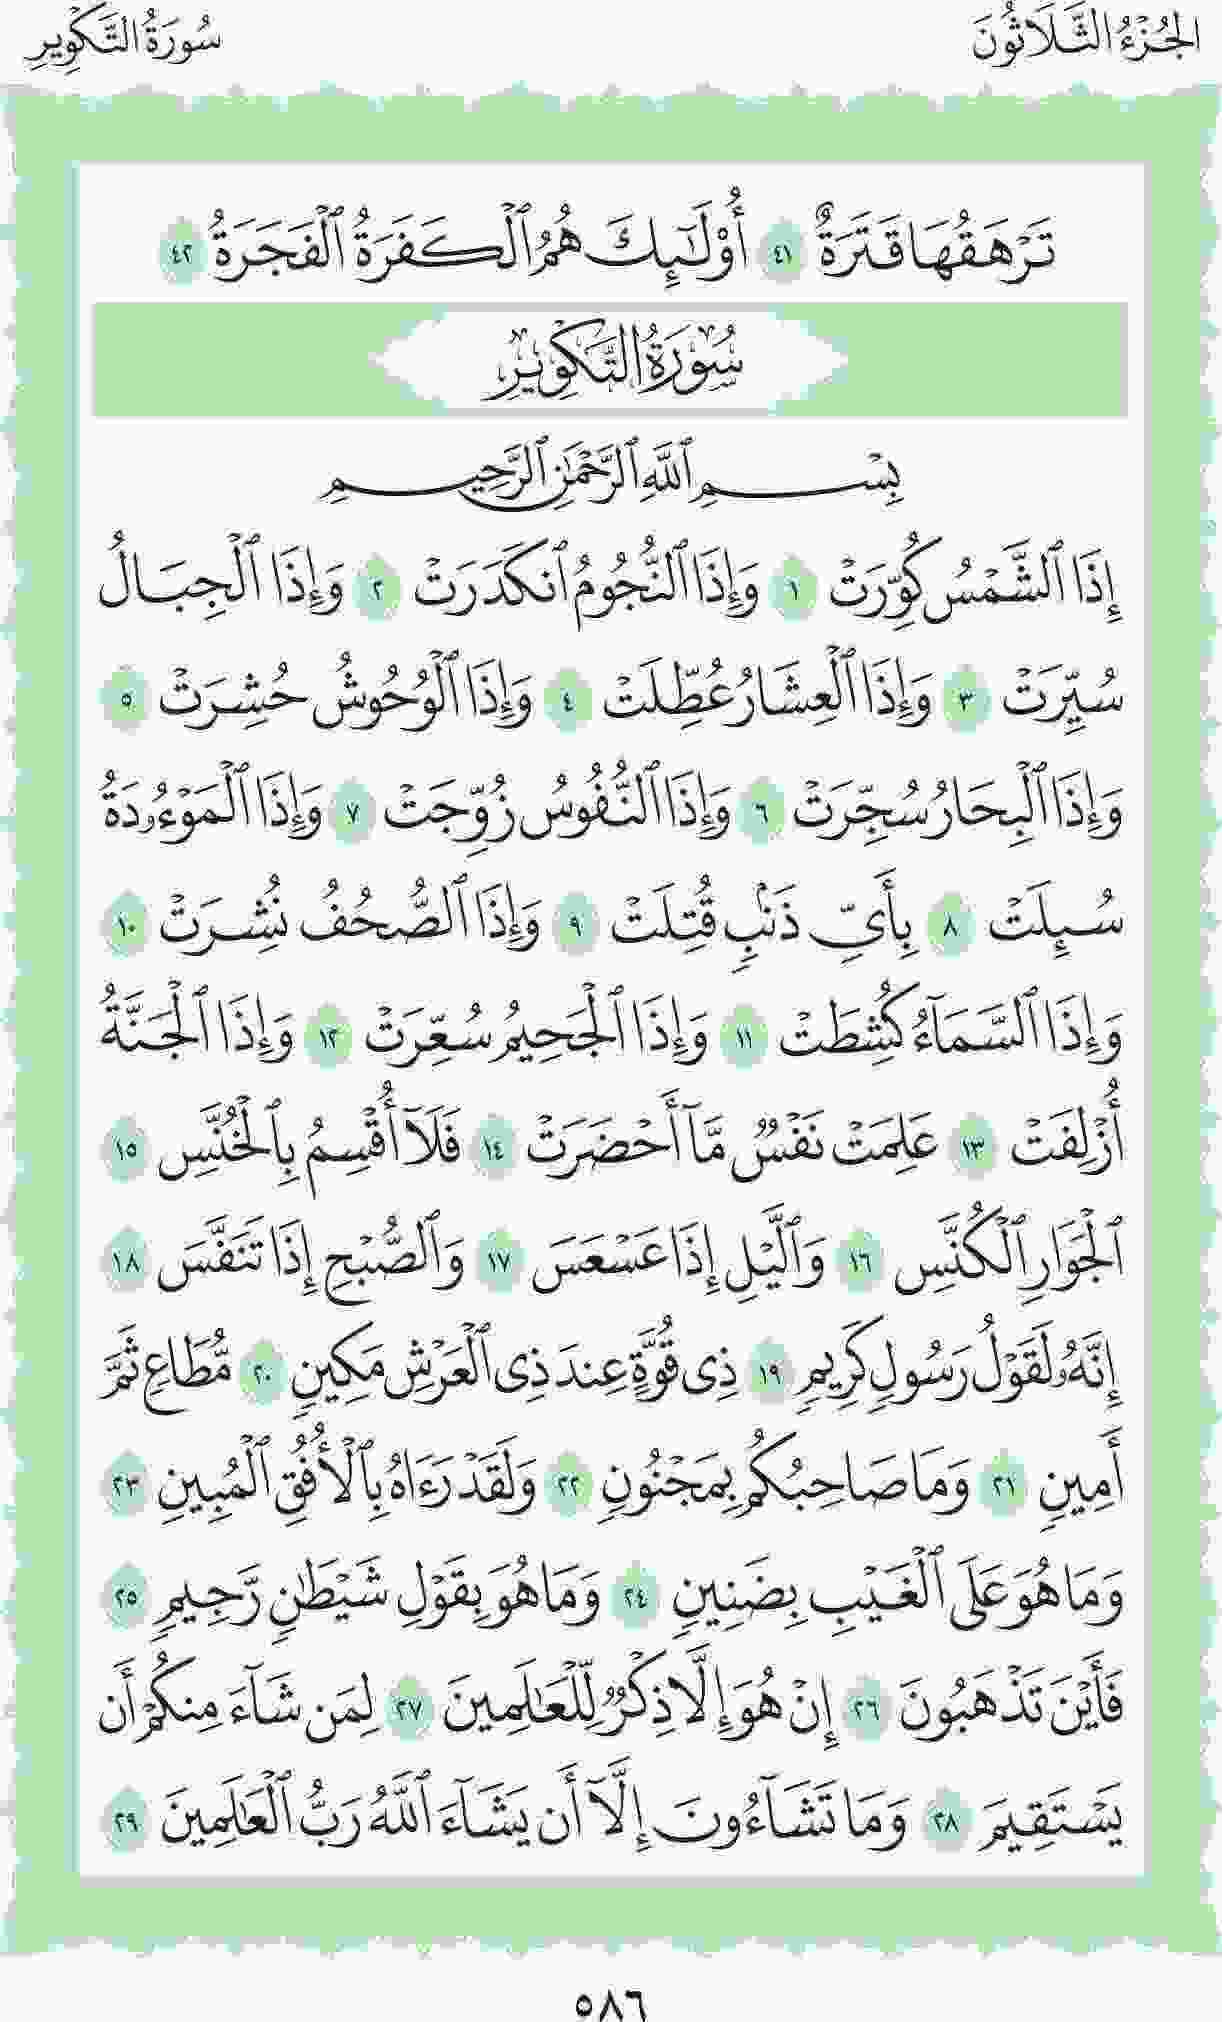 الجُزْءُ الثَّلَاثُونَ
سُورَةُ التَّكْوِيرِ
تَرْهَقُهَا قَتَرَةٌ ٤١ أُوْلَٰٓئِكَ هُمُ ٱلْكَفَرَةُ ٱلْفَجَرَةُ ٤٢
سُورَةُ التَّكْوِيرِ
بِسْمِ ٱللَّهِ ٱلرَّحْمَٰنِ ٱلرَّحِيمِ
إِذَا ٱلشَّمْسُ كُوِّرَتْ ١ وَإِذَا ٱلنُّجُومُ ٱنكَدَرَتْ ٢ وَإِذَا ٱلْجِبَالُ
سُيِّرَتْ ٣ وَإِذَا ٱلْعِشَارُ عُطِّلَتْ ٤ وَإِذَا ٱلْوُحُوشُ حُشِرَتْ ٥
وَإِذَا ٱلْبِحَارُ سُجِّرَتْ ٦ وَإِذَا ٱلنُّفُوسُ زُوِّجَتْ ٧ وَإِذَا ٱلْمَوْءُۥدَةُ
سُئِلَتْ ٨ بِأَيِّ ذَنۢبٍ قُتِلَتْ ٩ وَإِذَا ٱلصُّحُفُ نُشِرَتْ ١٠
وَإِذَا ٱلسَّمَآءُ كُشِطَتْ ١١ وَإِذَا ٱلْجَحِيمُ سُعِّرَتْ ١٢ وَإِذَا ٱلْجَنَّةُ
أُزْلِفَتْ ١٣ عَلِمَتْ نَفْسٌ مَّآ أَحْضَرَتْ ١٤ فَلَآ أُقْسِمُ بِٱلْخُنَّسِ ١٥
ٱلْجَوَارِ ٱلْكُنَّسِ ١٦ وَٱلَّيْلِ إِذَا عَسْعَسَ ١٧ وَٱلصُّبْحِ إِذَا تَنَفَّسَ ١٨
إِنَّهُۥ لَقَوْلُ رَسُولٍ كَرِيمٍ ١٩ ذِى قُوَّةٍ عِندَ ذِى ٱلْعَرْشِ مَكِينٍ ٢٠ مُّطَاعٍ ثَمَّ
أَمِينٍ ٢١ وَمَا صَاحِبُكُم بِمَجْنُونٍ ٢٢ وَلَقَدْ رَءَاهُ بِٱلْأُفُقِ ٱلْمُبِينِ ٢٣
وَمَا هُوَ عَلَى ٱلْغَيْبِ بِضَنِينٍ ٢٤ وَمَا هُوَ بِقَوْلِ شَيْطَٰنٍ رَّجِيمٍ ٢٥
فَأَيْنَ تَذْهَبُونَ ٢٦ إِنْ هُوَ إِلَّا ذِكْرٌ لِّلْعَٰلَمِينَ ٢٧ لِمَن شَآءَ مِنكُمْ أَن
يَسْتَقِيمَ ٢٨ وَمَا تَشَآءُونَ إِلَّآ أَن يَشَآءَ ٱللَّهُ رَبُّ ٱلْعَٰلَمِينَ ٢٩
٥٨٦